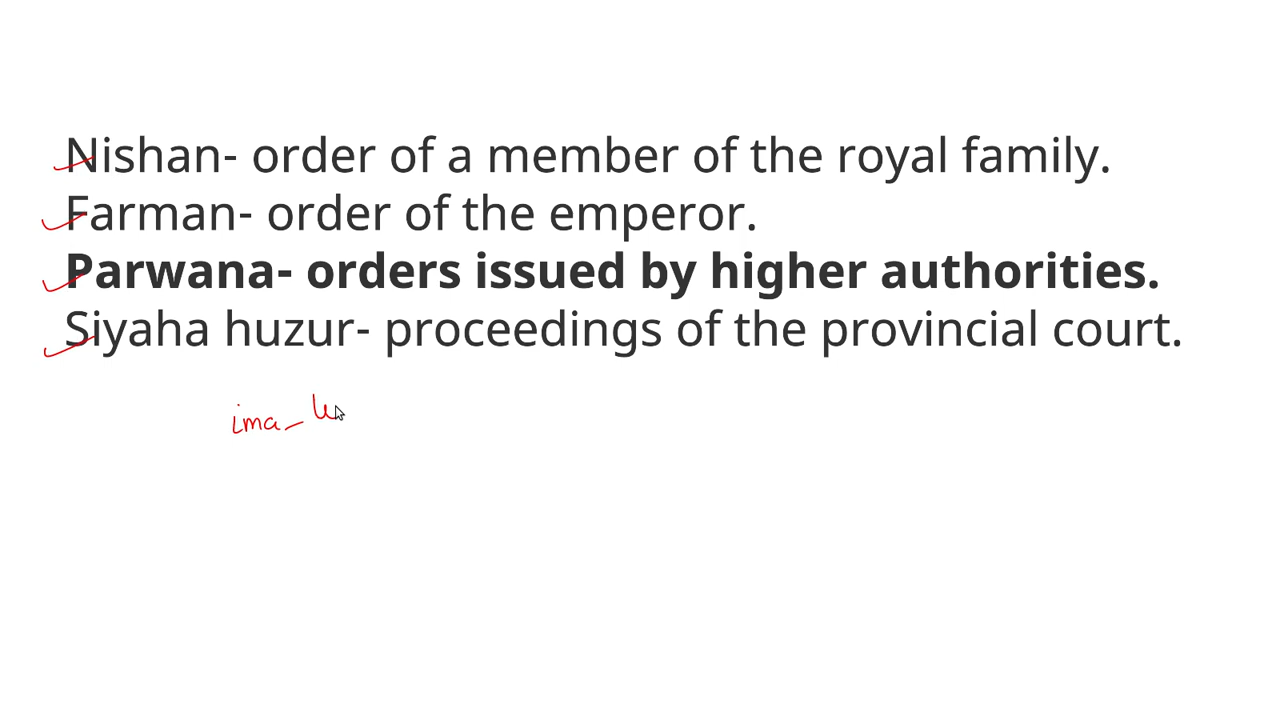 Nishan- order of a member of the royal family.
Farman- order of the emperor.
Parwana- orders issued by higher authorities.
Siyaha huzur- proceedings of the provincial court.
ima_